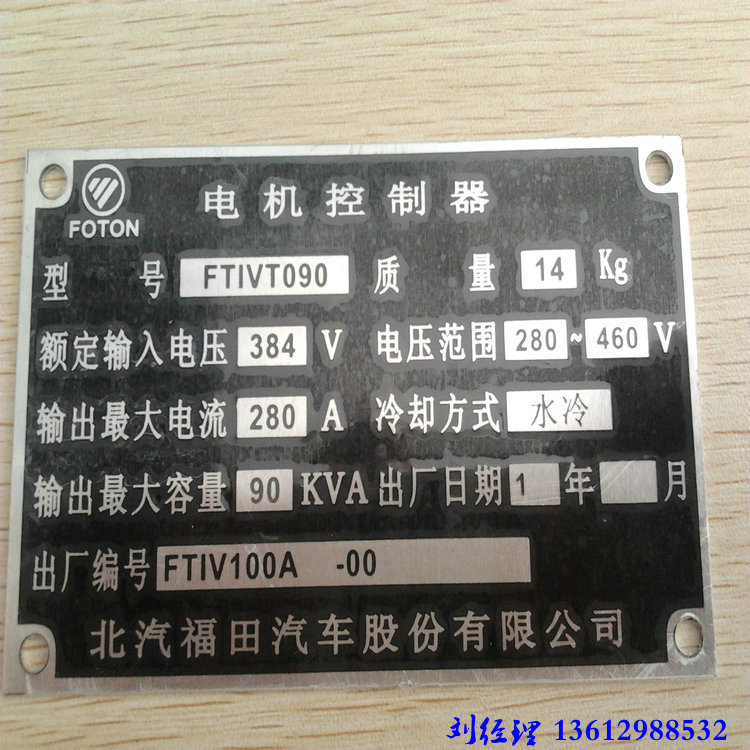 FOTON
电机控制器
型 号 FTIVT090 质 量 14 Kg
额定输入电压 384 V 电压范围 280~460 V
输出最大电流 280 A 冷却方式 水冷
输出最大容量 90 KVA 出厂日期 1 年 月
出厂编号 FTIV100A -00
北汽福田汽车股份有限公司
刘经理 13612988532